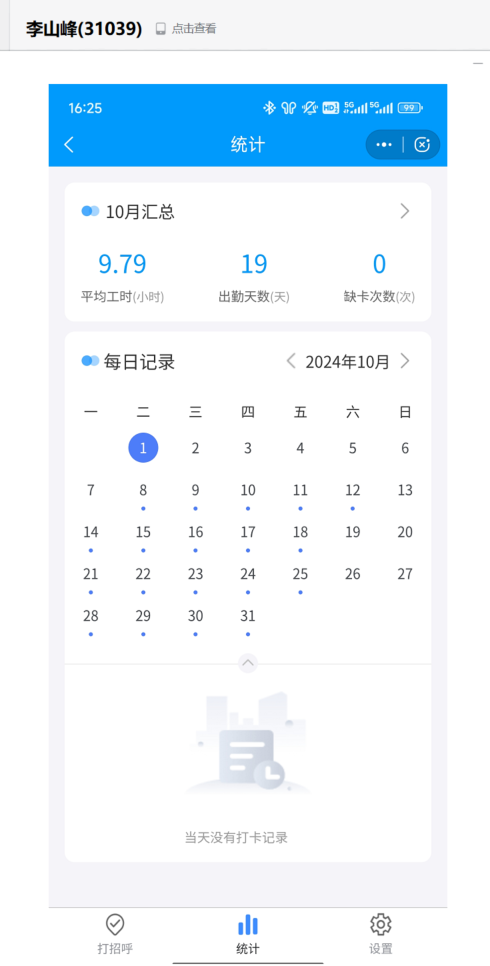 李山峰(31039) 点击查看
16:25 HD2 5G 5G 99
统计
10月汇总
9.79 19 0
平均工时(小时) 出勤天数(天) 缺卡次数(次)
每日记录 2024年10月
一 二 三 四 五 六 日
1 2 3 4 5 6
7 8 9 10 11 12 13
14 15 16 17 18 19 20
21 22 23 24 25 26 27
28 29 30 31
当天没有打卡记录
打招呼 统计 设置